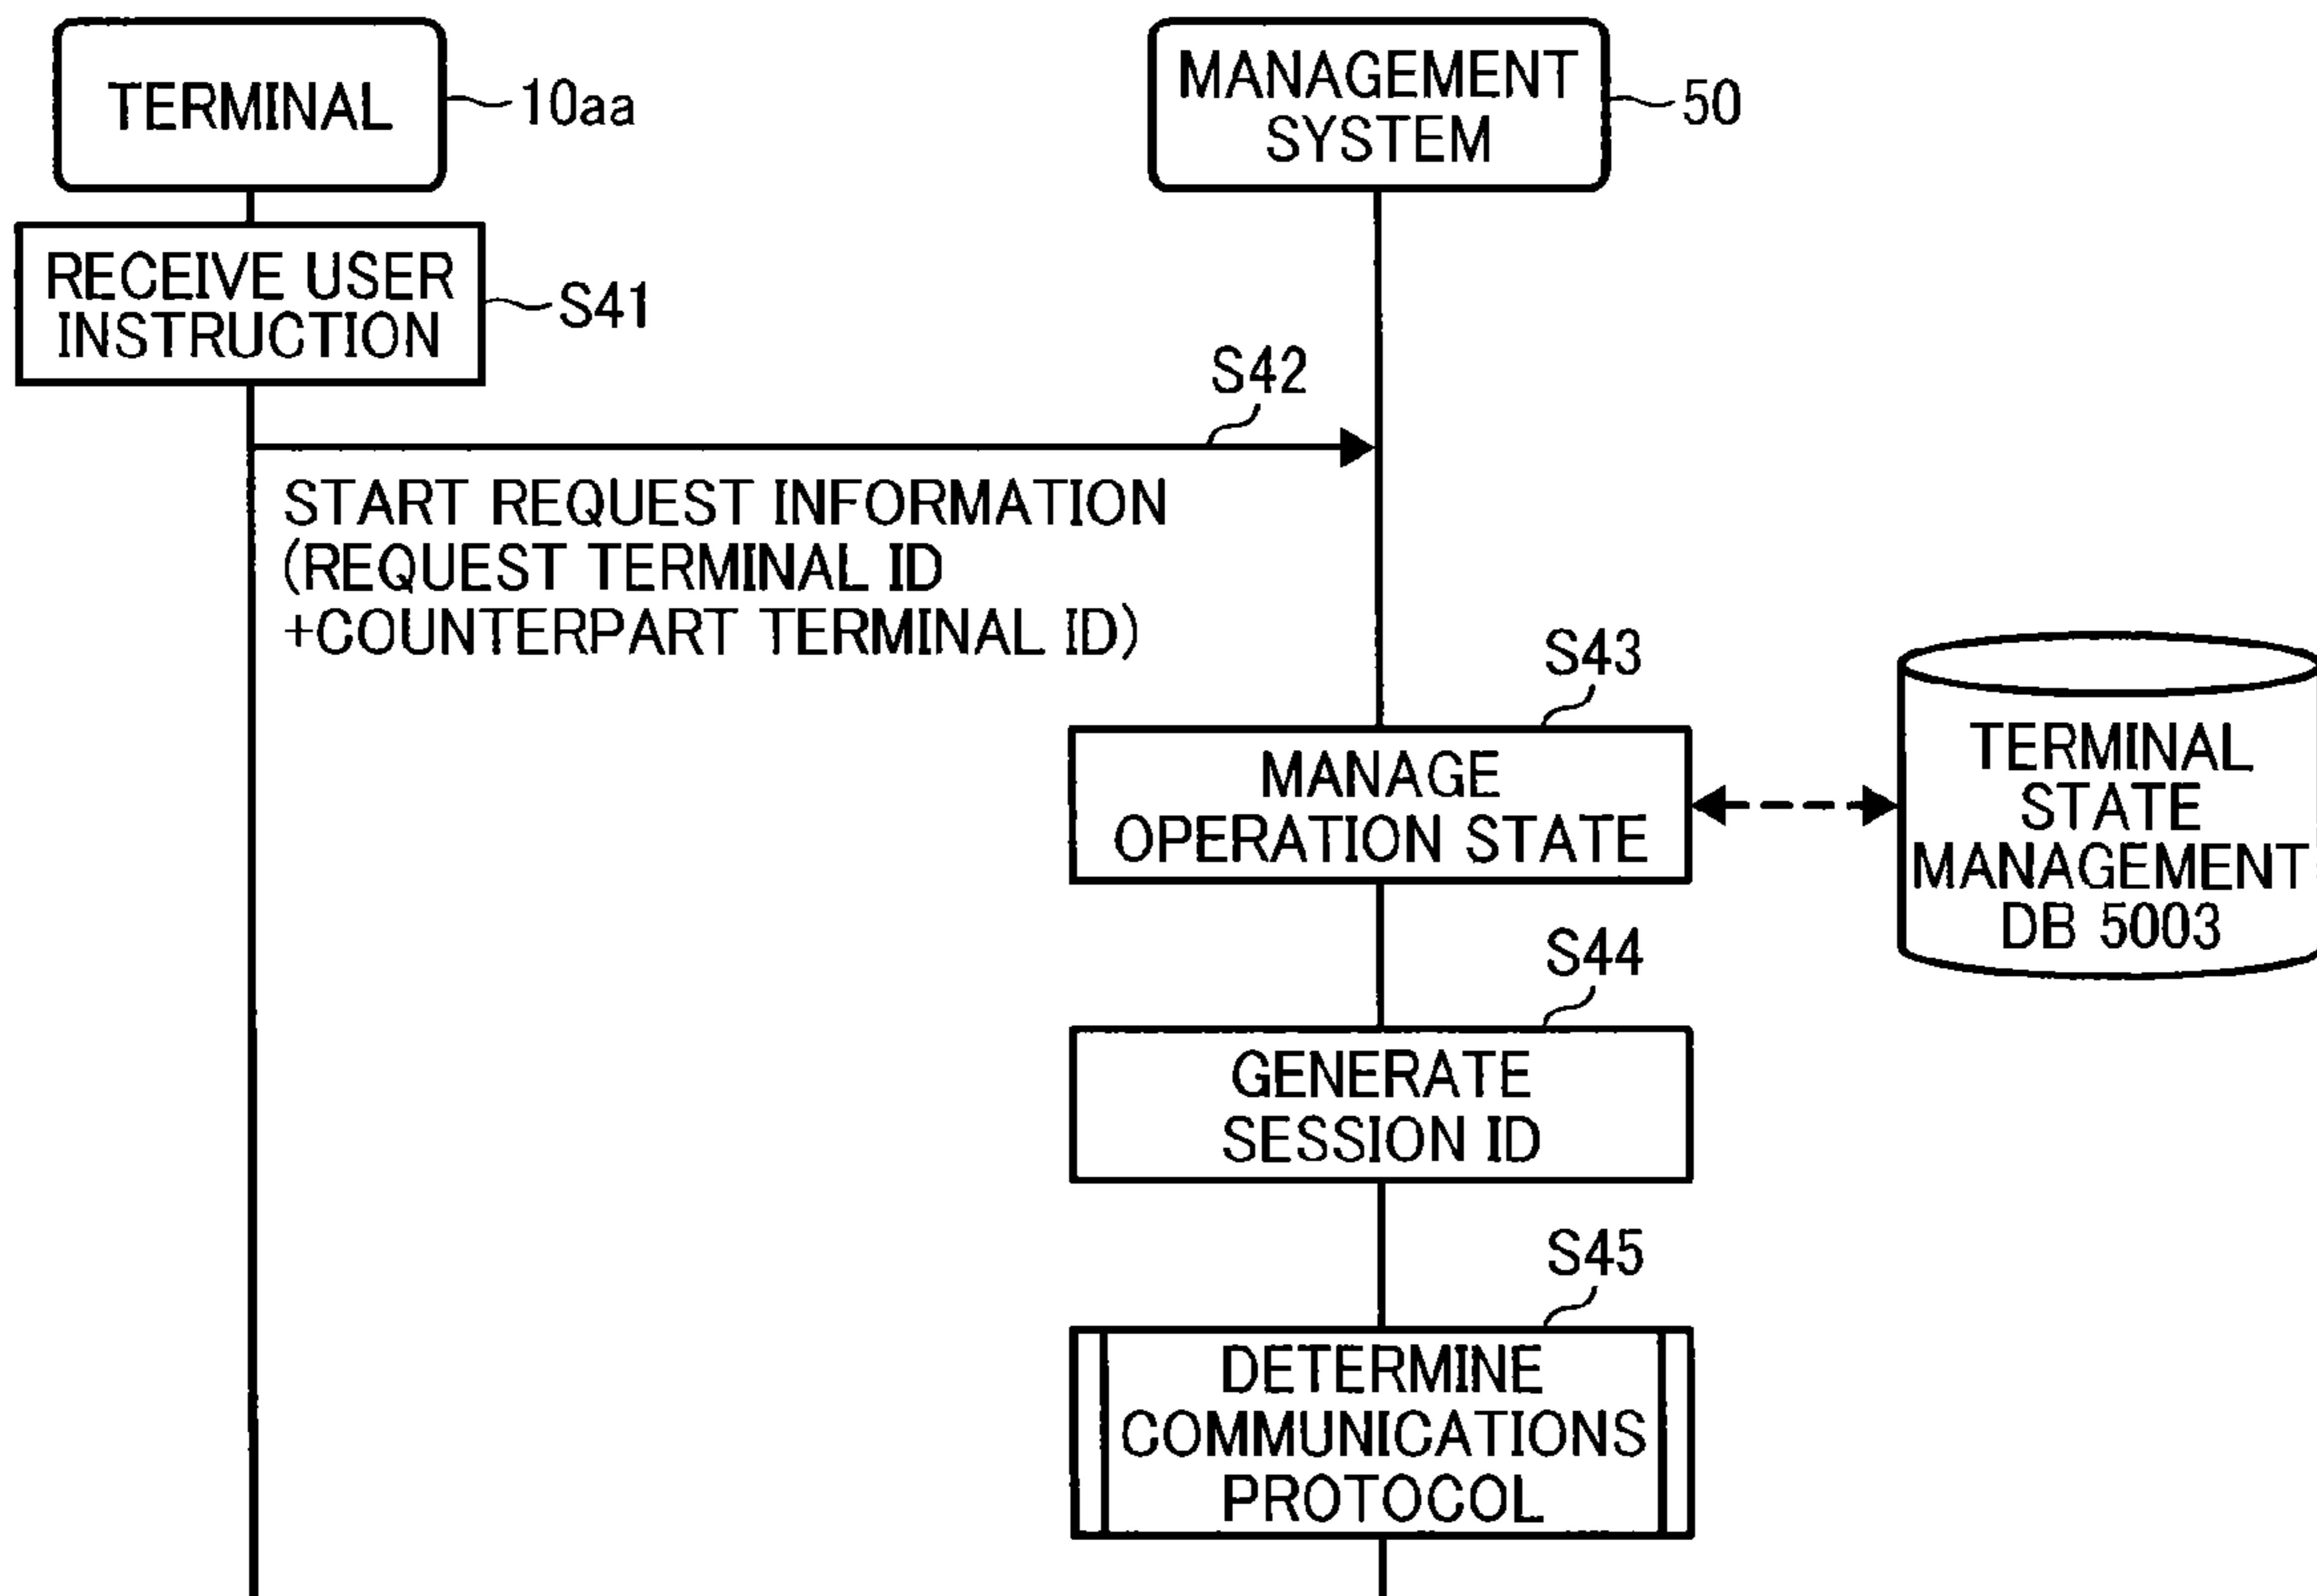 TERMINAL
10aa
MANAGEMENT
SYSTEM
50
RECEIVE USER
INSTRUCTION
S41
S42
START REQUEST INFORMATION
(REQUEST TERMINAL ID
+COUNTERPART TERMINAL ID)
S43
MANAGE
OPERATION STATE
TERMINAL
STATE
MANAGEMENT
DB 5003
S44
GENERATE
SESSION ID
S45
DETERMINE
COMMUNICATIONS
PROTOCOL